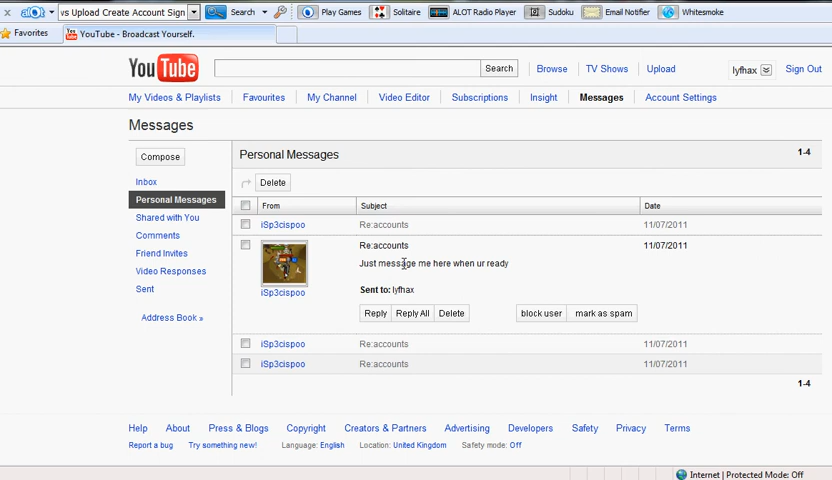 alot vs Upload Create Account Sign Search Play Games Solitaire ALOT Radio Player Sudoku Email Notifier Whitesmoke
Favorites YouTube - Broadcast Yourself.
YouTube Search Browse TV Shows Upload lyfhax Sign Out
My Videos & Playlists Favourites My Channel Video Editor Subscriptions Insight Messages Account Settings
Messages
Compose
Inbox
Personal Messages
Shared with You
Comments
Friend Invites
Video Responses
Sent
Address Book »
Personal Messages 1-4
Delete
From Subject Date
iSp3cispoo Re:accounts 11/07/2011
Re:accounts 11/07/2011
Just message me here when ur ready
Sent to: lyfhax
iSp3cispoo
Reply Reply All Delete block user mark as spam
iSp3cispoo Re:accounts 11/07/2011
iSp3cispoo Re:accounts 11/07/2011
1-4
Help About Press & Blogs Copyright Creators & Partners Advertising Developers Safety Privacy Terms
Report a bug Try something new! Language: English Location: United Kingdom Safety mode: Off
Internet | Protected Mode: Off